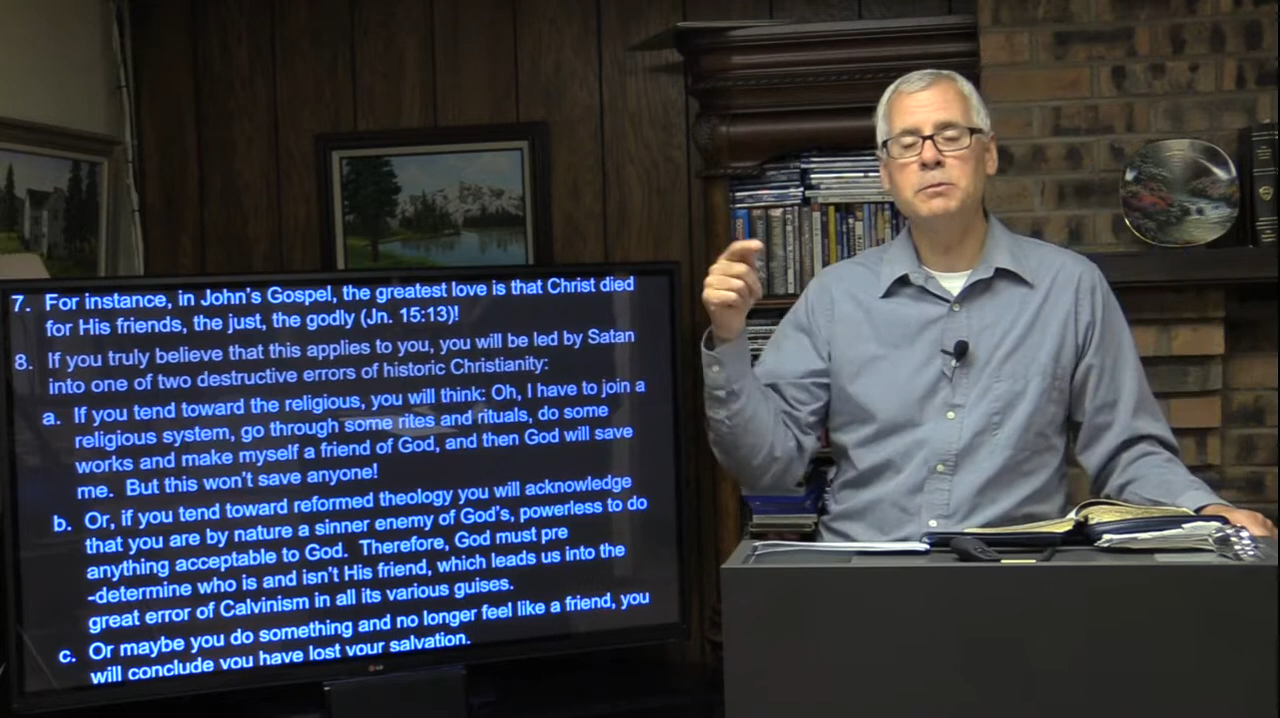 7. For instance, in John's Gospel, the greatest love is that Christ died
for His friends, the just, the godly (Jn. 15:13)!
8. If you truly believe that this applies to you, you will be led by Satan
into one of two destructive errors of historic Christianity:
a. If you tend toward the religious, you will think: Oh, I have to join a
religious system, go through some rites and rituals, do some
works and make myself a friend of God, and then God will save
me. But this won't save anyone!
b. Or, if you tend toward reformed theology you will acknowledge
that you are by nature a sinner enemy of God's, powerless to do
anything acceptable to God. Therefore, God must pre
-determine who is and isn't His friend, which leads us into the
great error of Calvinism in all its various guises.
c. Or maybe you do something and no longer feel like a friend, you
will conclude you have lost your salvation.
LG